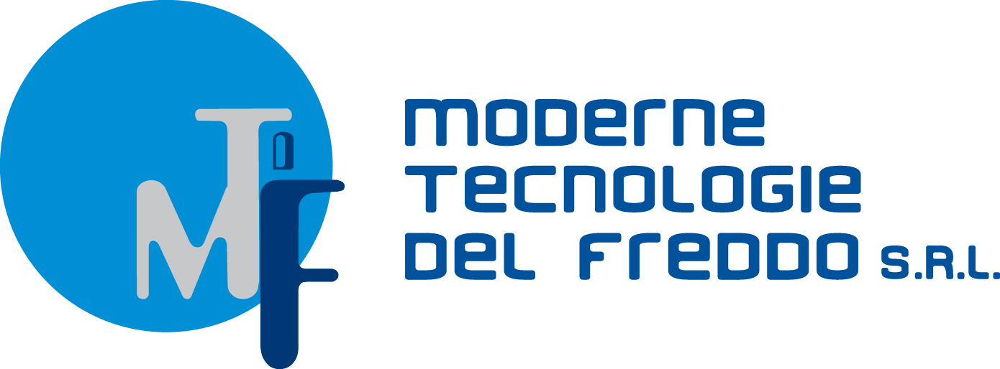 MTDF
MODERNE
TECNOLOGIE
DEL FREDDO S.R.L.